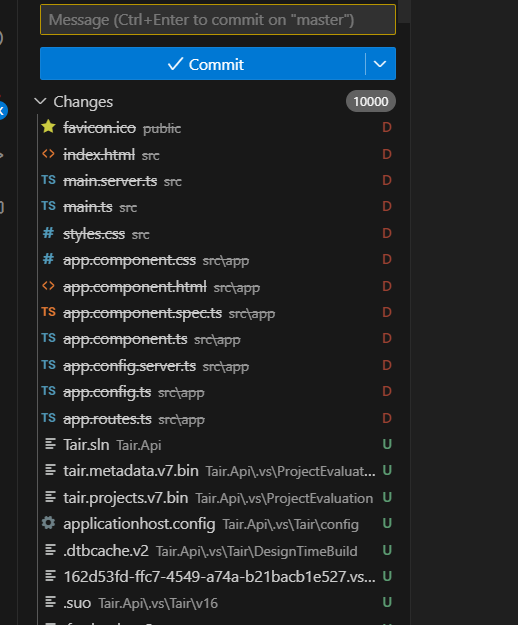 Message (Ctrl+Enter to commit on "master")
Commit
Changes 10000
favicon.ico public D
index.html src D
TS main.server.ts src D
TS main.ts src D
# styles.css src D
# app.component.css src\app D
app.component.html src\app D
TS app.component.spec.ts src\app D
TS app.component.ts src\app D
TS app.config.server.ts src\app D
TS app.config.ts src\app D
TS app.routes.ts src\app D
Tair.sln Tair.Api U
tair.metadata.v7.bin Tair.Api\.vs\ProjectEvaluat... U
tair.projects.v7.bin Tair.Api\.vs\ProjectEvaluation U
applicationhost.config Tair.Api\.vs\Tair\config U
.dtbcache.v2 Tair.Api\.vs\Tair\DesignTimeBuild U
162d53fd-ffc7-4549-a74a-b21bacb1e527.vs... U
.suo Tair.Api\.vs\Tair\v16 U